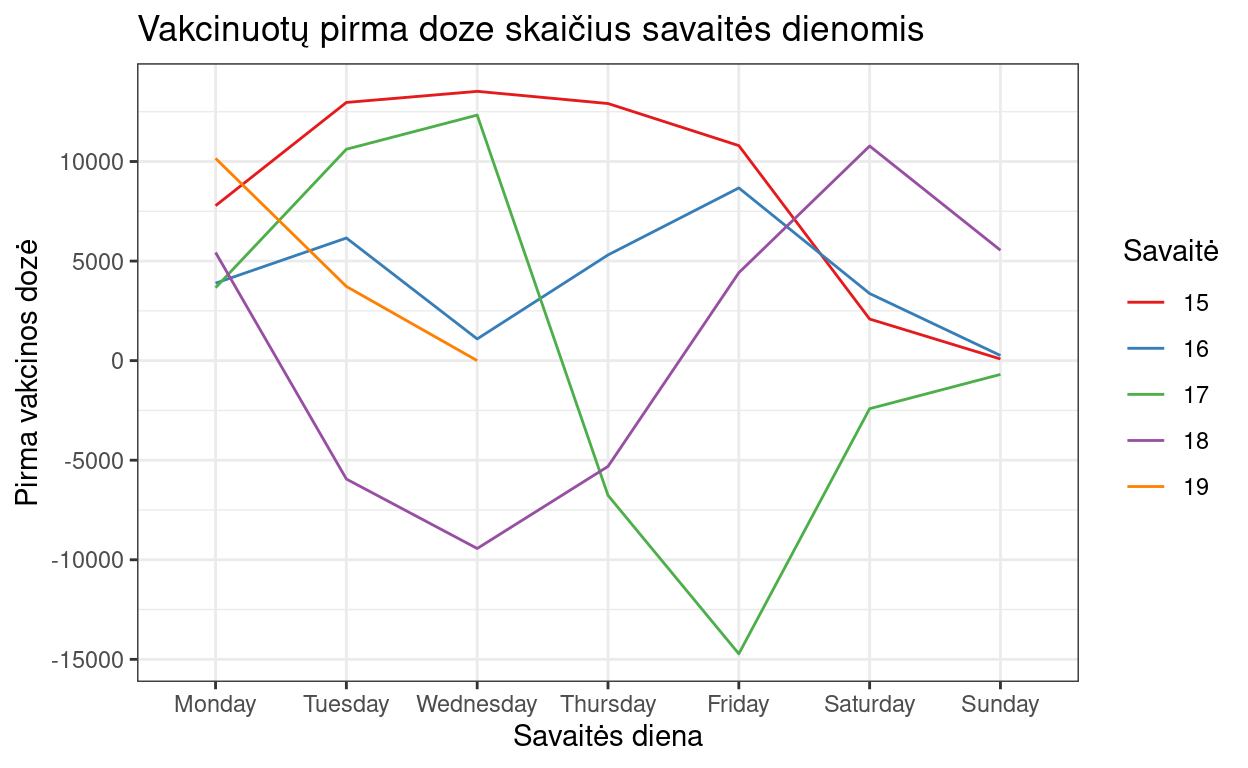 Vakcinuotų pirma doze skaičius savaitės dienomis
Pirma vakcinos dozė
10000
5000
0
-5000
-10000
-15000
Monday Tuesday Wednesday Thursday Friday Saturday Sunday
Savaitės diena
Savaitė
15
16
17
18
19